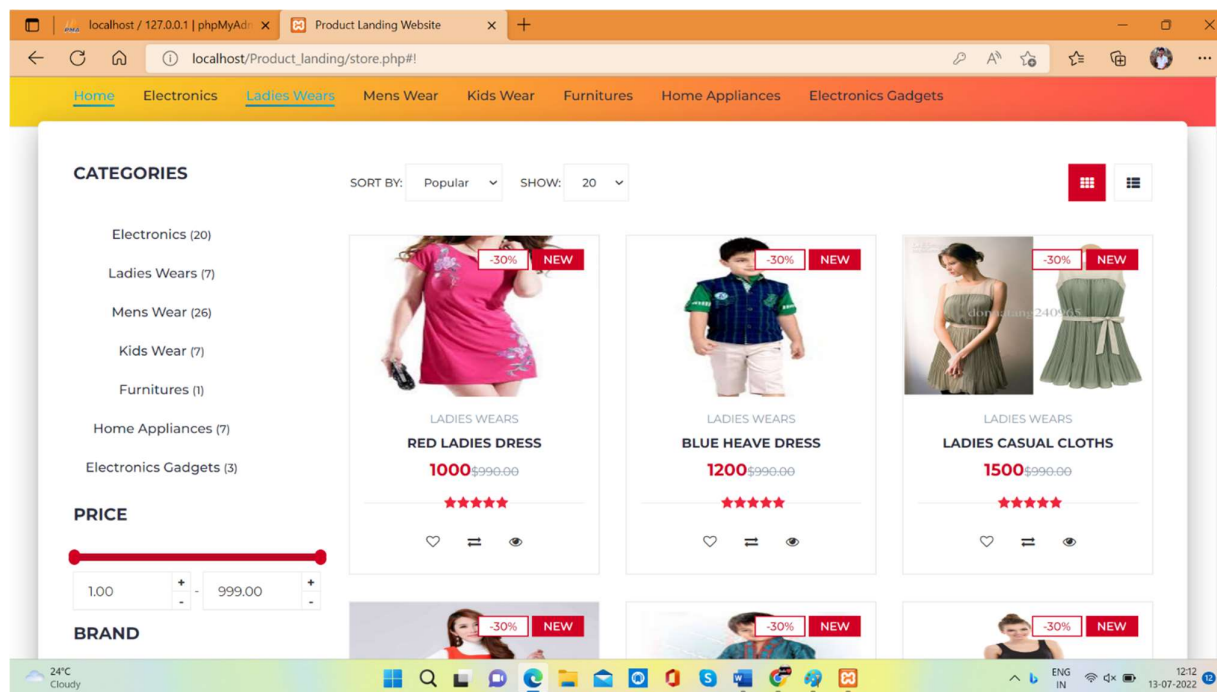 localhost / 127.0.0.1 | phpMyAdn
Product Landing Website
localhost/Product_landing/store.php#!
Home Electronics Ladies Wears Mens Wear Kids Wear Furnitures Home Appliances Electronics Gadgets
CATEGORIES
Electronics (20)
Ladies Wears (7)
Mens Wear (26)
Kids Wear (7)
Furnitures (1)
Home Appliances (7)
Electronics Gadgets (3)
PRICE
1.00 + - - 999.00 + -
BRAND
SORT BY: Popular SHOW: 20
-30% NEW
LADIES WEARS
RED LADIES DRESS
1000 $990.00
-30% NEW
LADIES WEARS
BLUE HEAVE DRESS
1200 $990.00
-30% NEW
donnatang240965
LADIES WEARS
LADIES CASUAL CLOTHS
1500 $990.00
-30% NEW
-30% NEW
-30% NEW
24°C
Cloudy
ENG
IN
12:12
13-07-2022
12